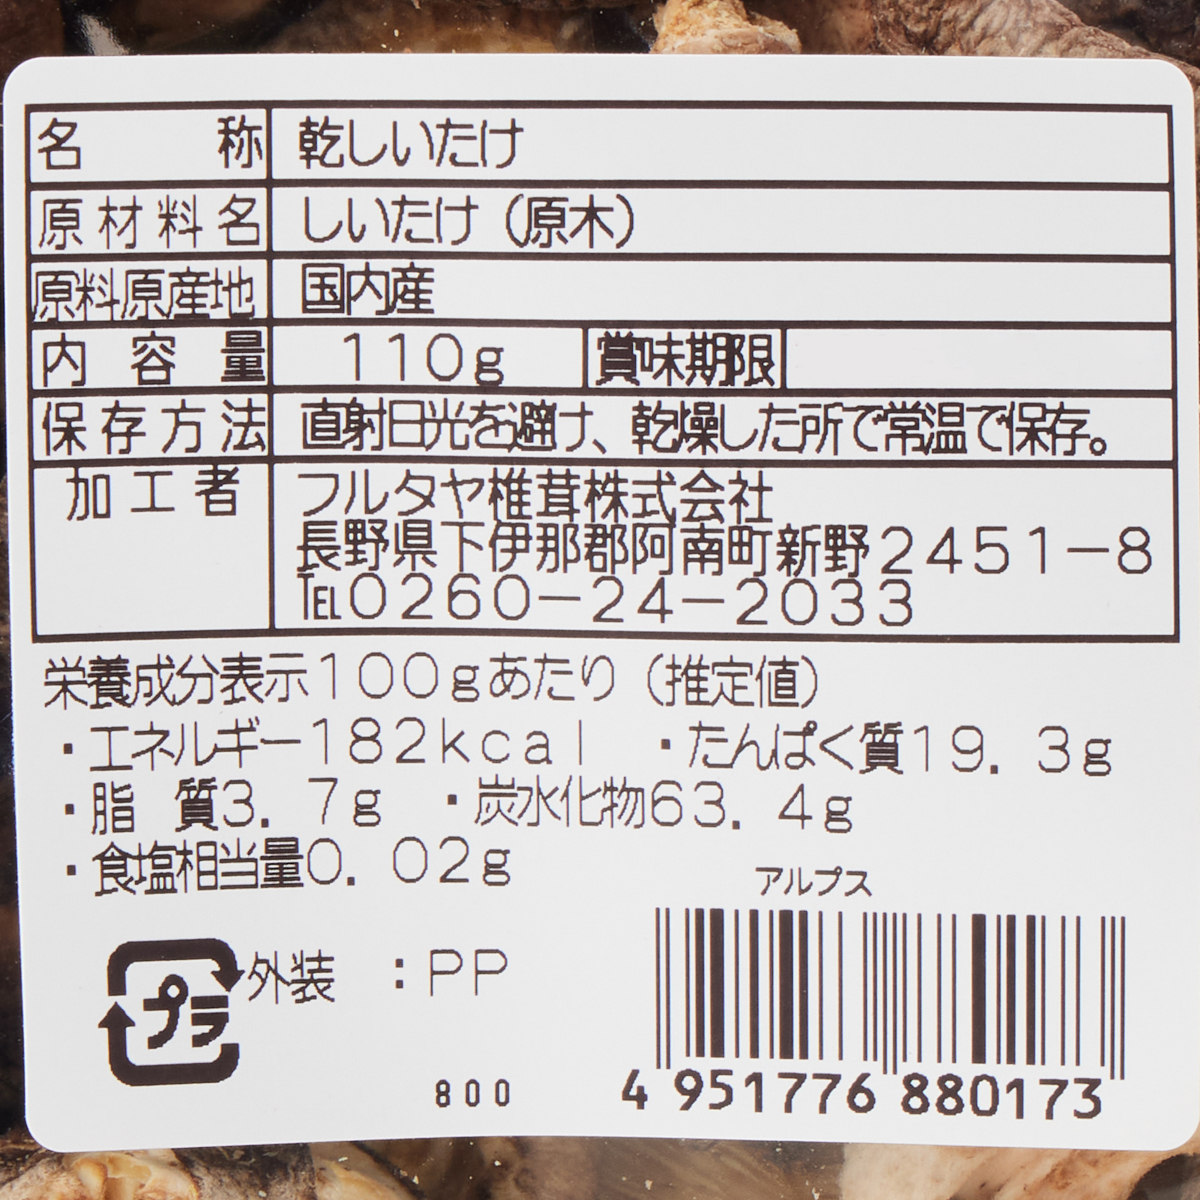 名称 乾しいたけ
原材料名 しいたけ（原木）
原料原産地 国内産
内容量 110g 賞味期限
保存方法 直射日光を避け、乾燥した所で常温で保存。
加工者 フルタヤ椎茸株式会社
長野県下伊那郡阿南町新野2451-8
TEL0260-24-2033
栄養成分表示100gあたり（推定値）
・エネルギー182kcal ・たんぱく質19.3g
・脂質3.7g ・炭水化物63.4g
・食塩相当量0.02g
アルプス
プラ 外装 ：PP
800
4951776880173